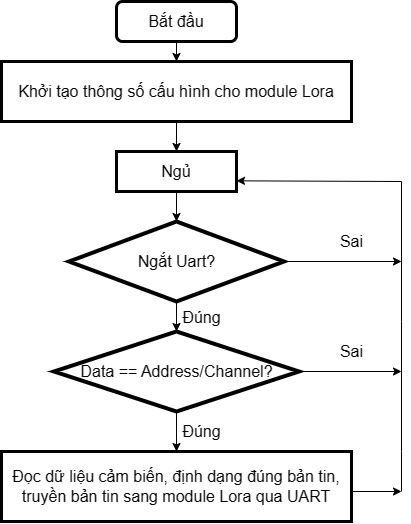 Bắt đầu
Khởi tạo thông số cấu hình cho module Lora
Ngủ
Ngắt Uart?
Sai
Đúng
Data == Address/Channel?
Sai
Đúng
Đọc dữ liệu cảm biến, định dạng đúng bản tin,
truyền bản tin sang module Lora qua UART